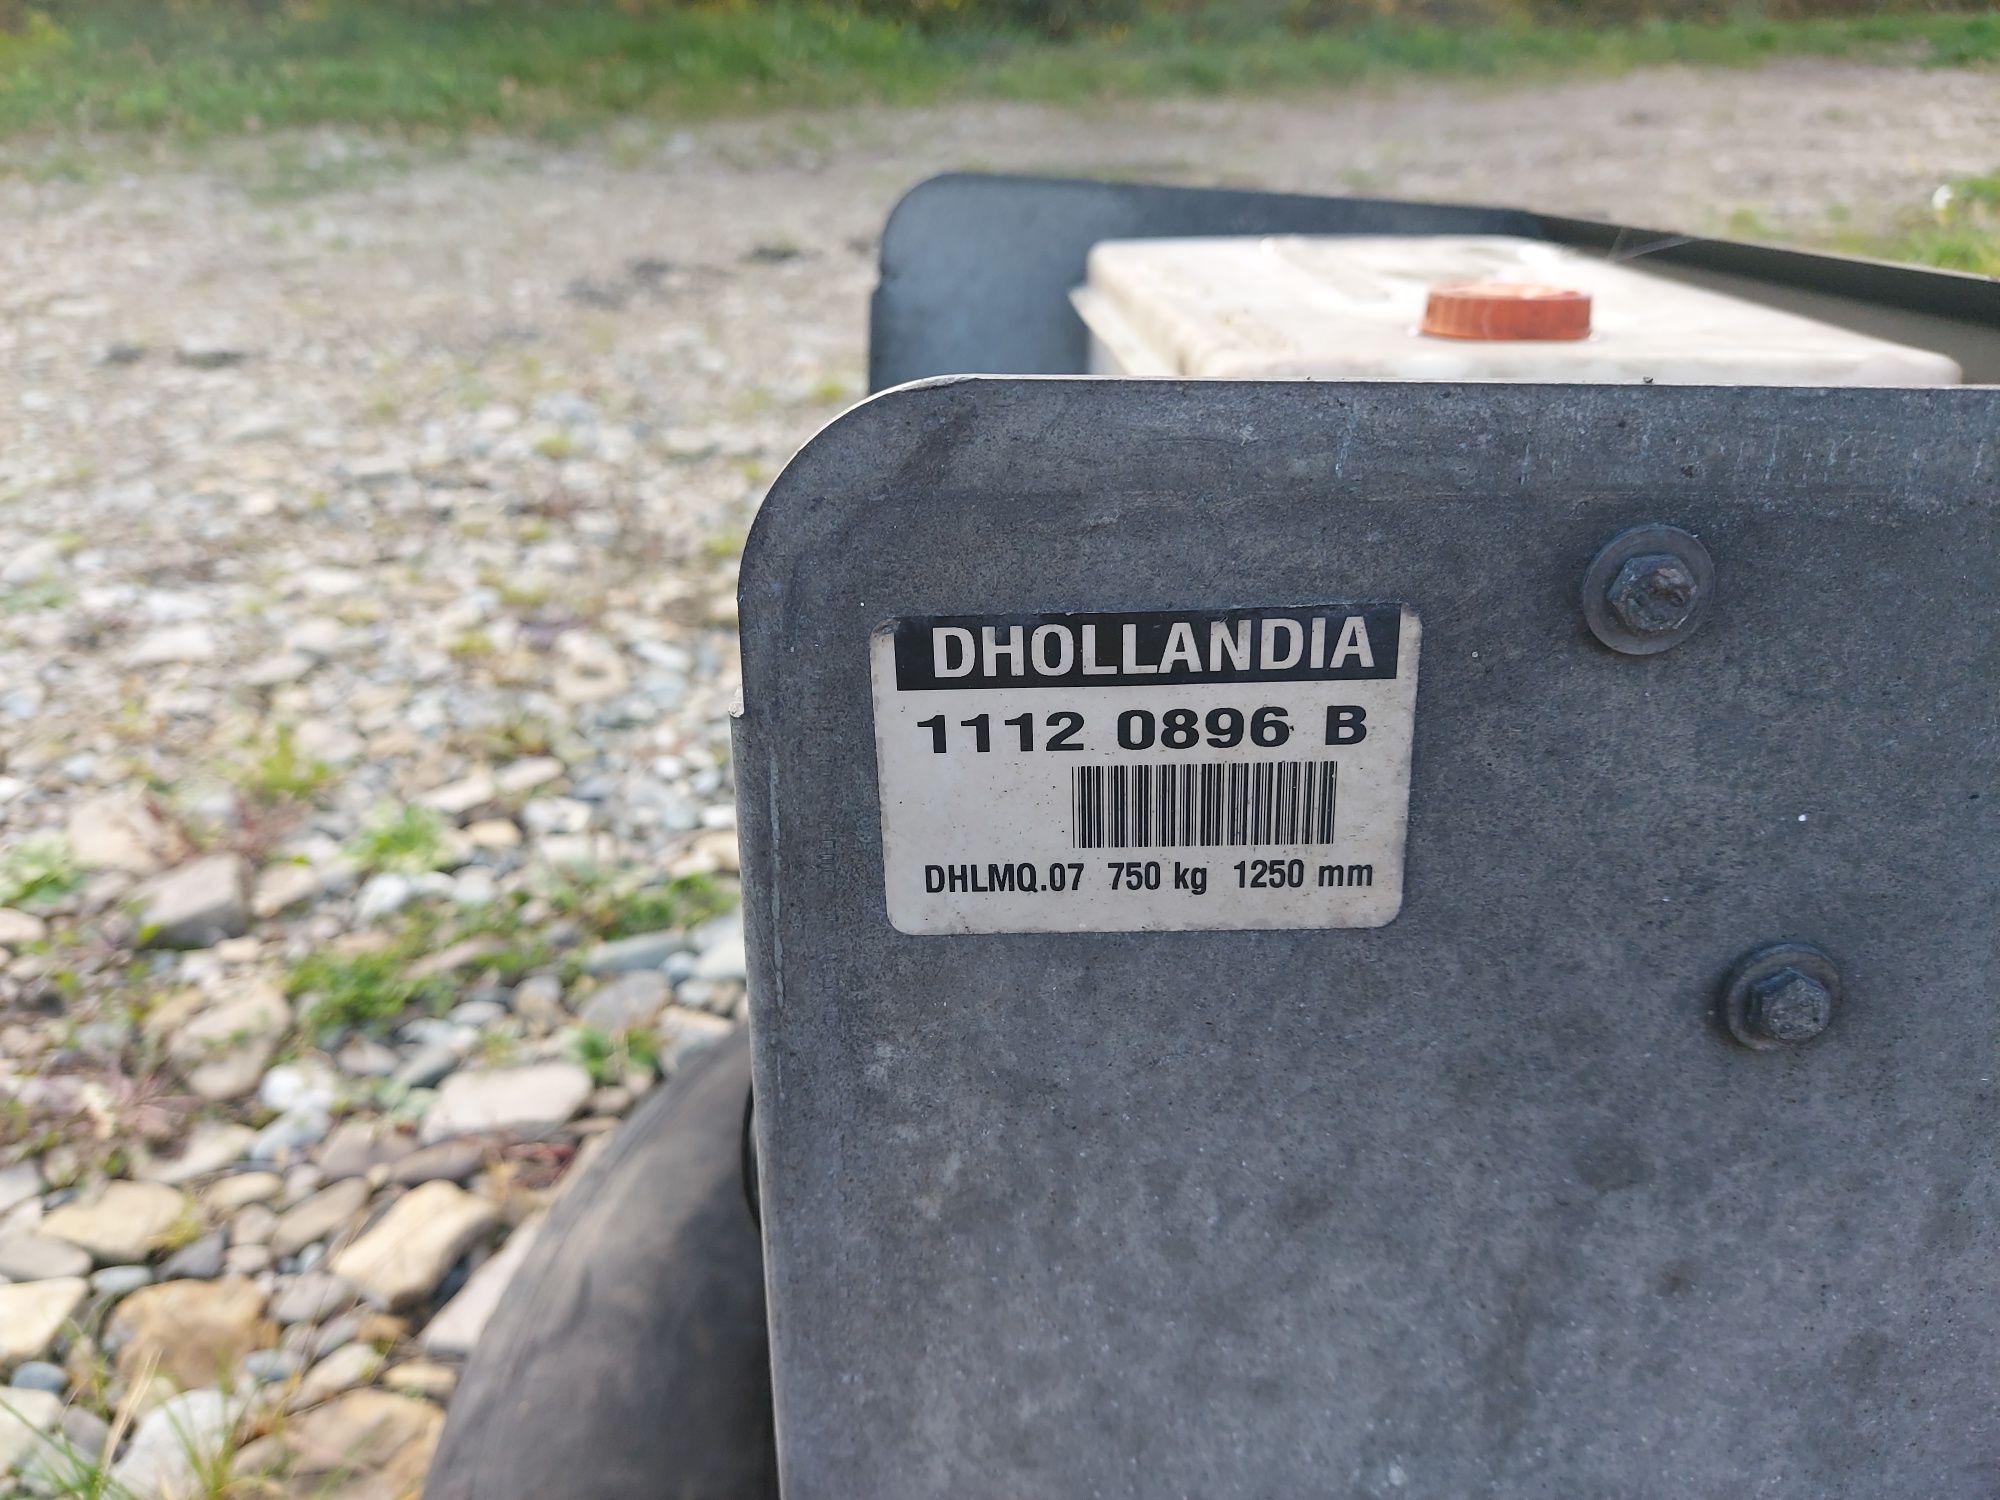 DHOLLANDIA
1112 0896 B
DHLMQ.07 750 kg 1250 mm